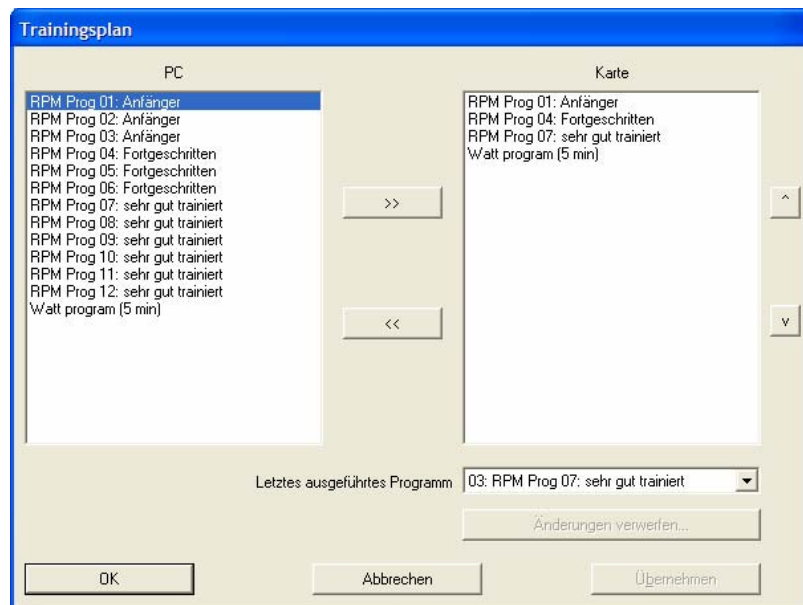 Trainingsplan
PC
Karte
RPM Prog 01: Anfänger
RPM Prog 02: Anfänger
RPM Prog 03: Anfänger
RPM Prog 04: Fortgeschritten
RPM Prog 05: Fortgeschritten
RPM Prog 06: Fortgeschritten
RPM Prog 07: sehr gut trainiert
RPM Prog 08: sehr gut trainiert
RPM Prog 09: sehr gut trainiert
RPM Prog 10: sehr gut trainiert
RPM Prog 11: sehr gut trainiert
RPM Prog 12: sehr gut trainiert
Watt program (5 min)
>>
<<
RPM Prog 01: Anfänger
RPM Prog 04: Fortgeschritten
RPM Prog 07: sehr gut trainiert
Watt program (5 min)
^
v
Letztes ausgeführtes Programm
03: RPM Prog 07: sehr gut trainiert
Änderungen verwerfen...
OK
Abbrechen
Übernehmen